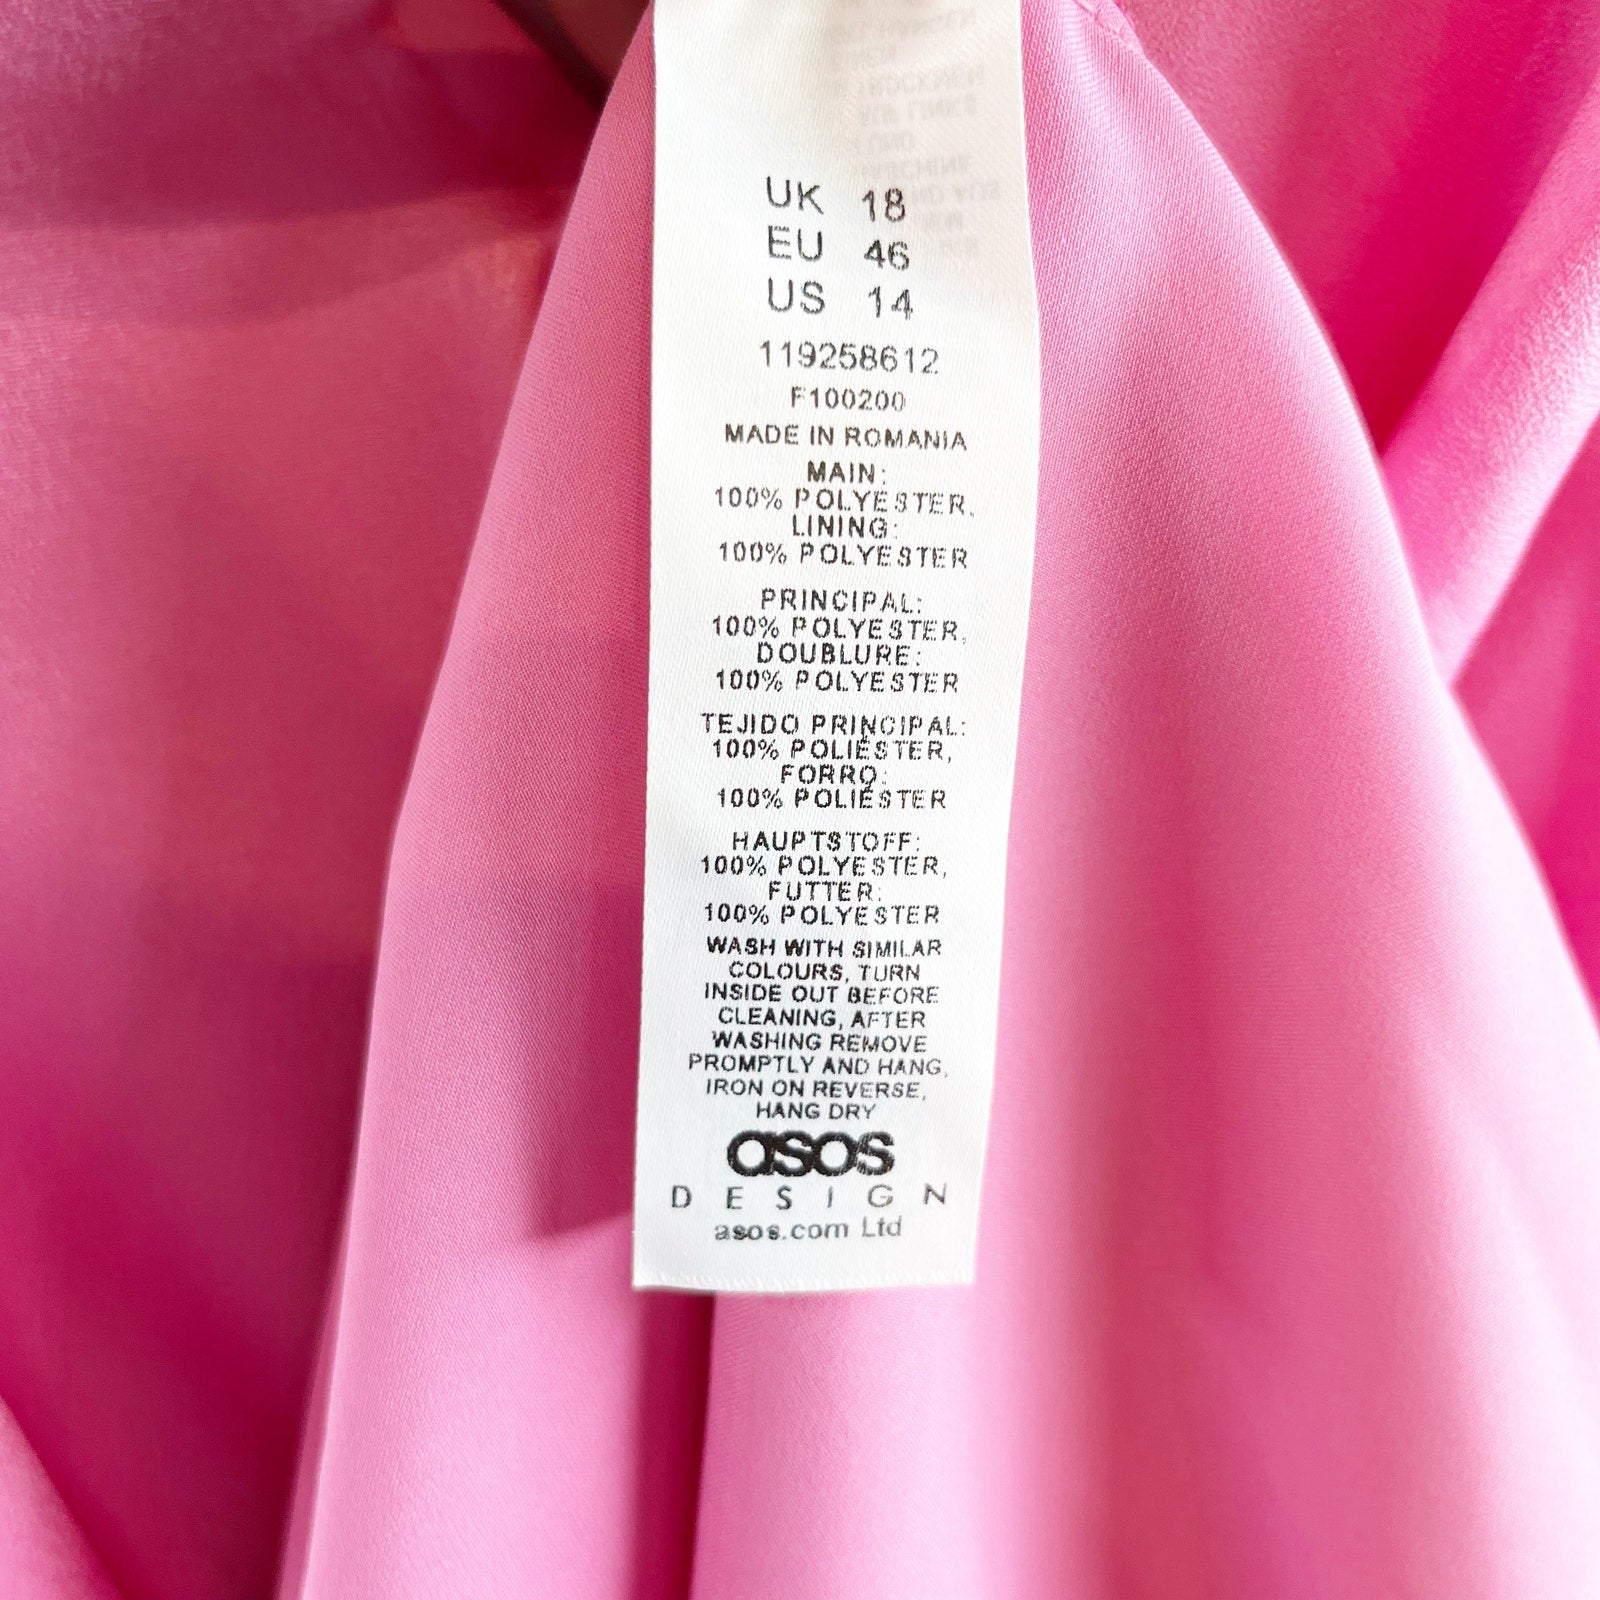 UK 18
EU 46
US 14
119258612
F100200
MADE IN ROMANIA
MAIN:
100% POLYESTER,
LINING:
100% POLYESTER
PRINCIPAL:
100% POLYESTER,
DOUBLURE:
100% POLYESTER
TEJIDO PRINCIPAL:
100% POLIÉSTER,
FORRO:
100% POLIÉSTER
HAUPTSTOFF:
100% POLYESTER,
FUTTER:
100% POLYESTER
WASH WITH SIMILAR
COLOURS, TURN
INSIDE OUT BEFORE
CLEANING, AFTER
WASHING REMOVE
PROMPTLY AND HANG,
IRON ON REVERSE,
HANG DRY
asos
DESIGN
asos.com Ltd